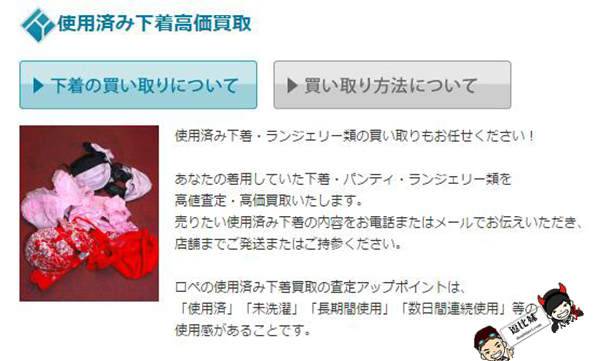 使用済み下着高価買取
下着の買い取りについて
買い取り方法について
使用済み下着・ランジェリー類の買い取りもお任せください！
あなたの着用していた下着・パンティ・ランジェリー類を
高値査定・高価買取いたします。
売りたい使用済み下着の内容をお電話またはメールでお伝えいただき、
店舗までご発送またはご持参ください。
ロペの使用済み下着買取の査定アップポイントは、
「使用済」「未洗濯」「長期間使用」「数日間連続使用」等の
使用感があることです。